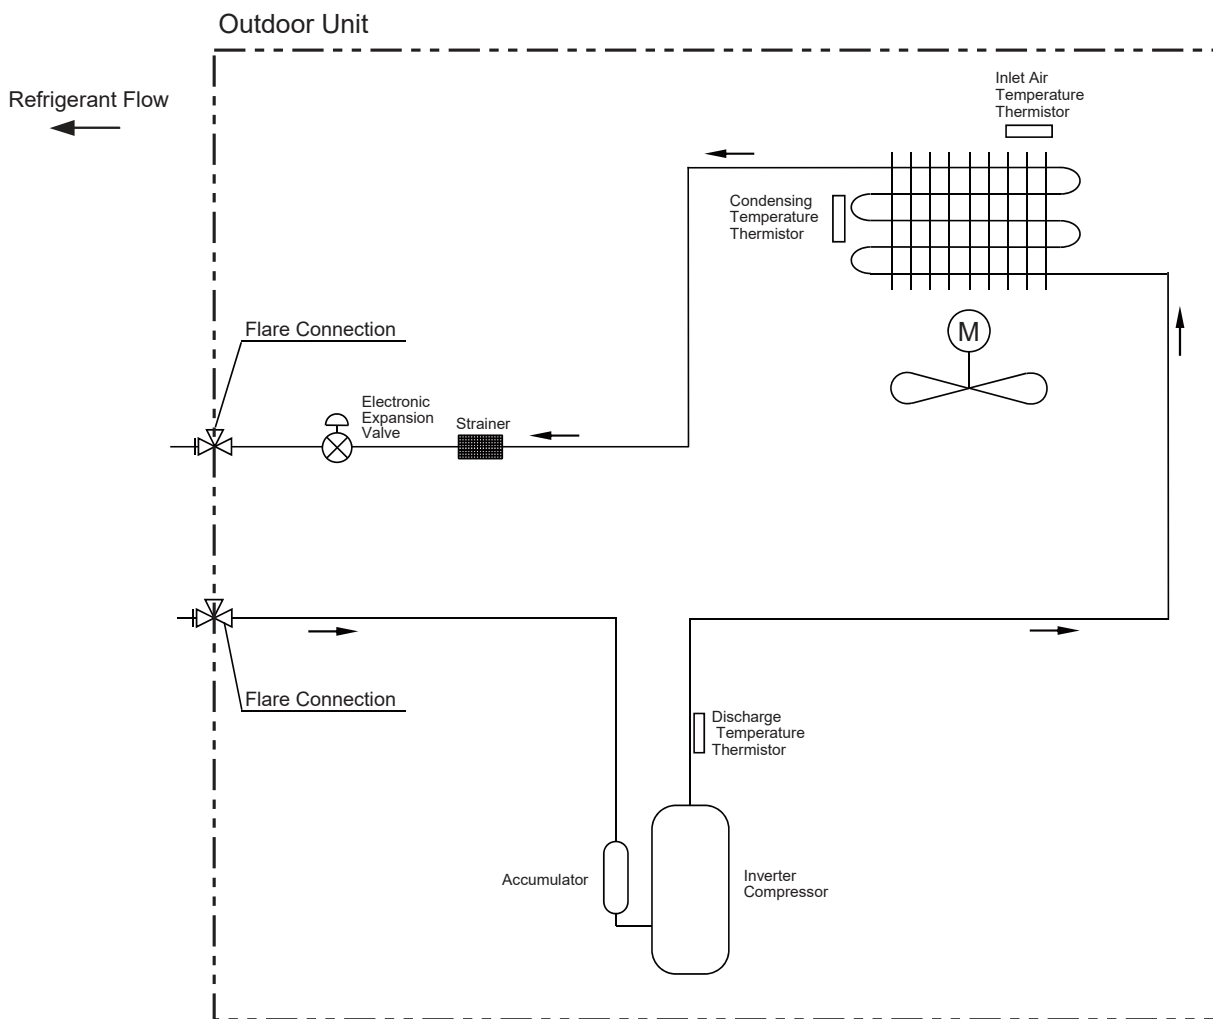 Outdoor Unit
Refrigerant Flow
Inlet Air
Temperature
Thermistor
Condensing
Temperature
Thermistor
M
Flare Connection
Electronic
Expansion
Valve
Strainer
Flare Connection
Discharge
Temperature
Thermistor
Accumulator
Inverter
Compressor